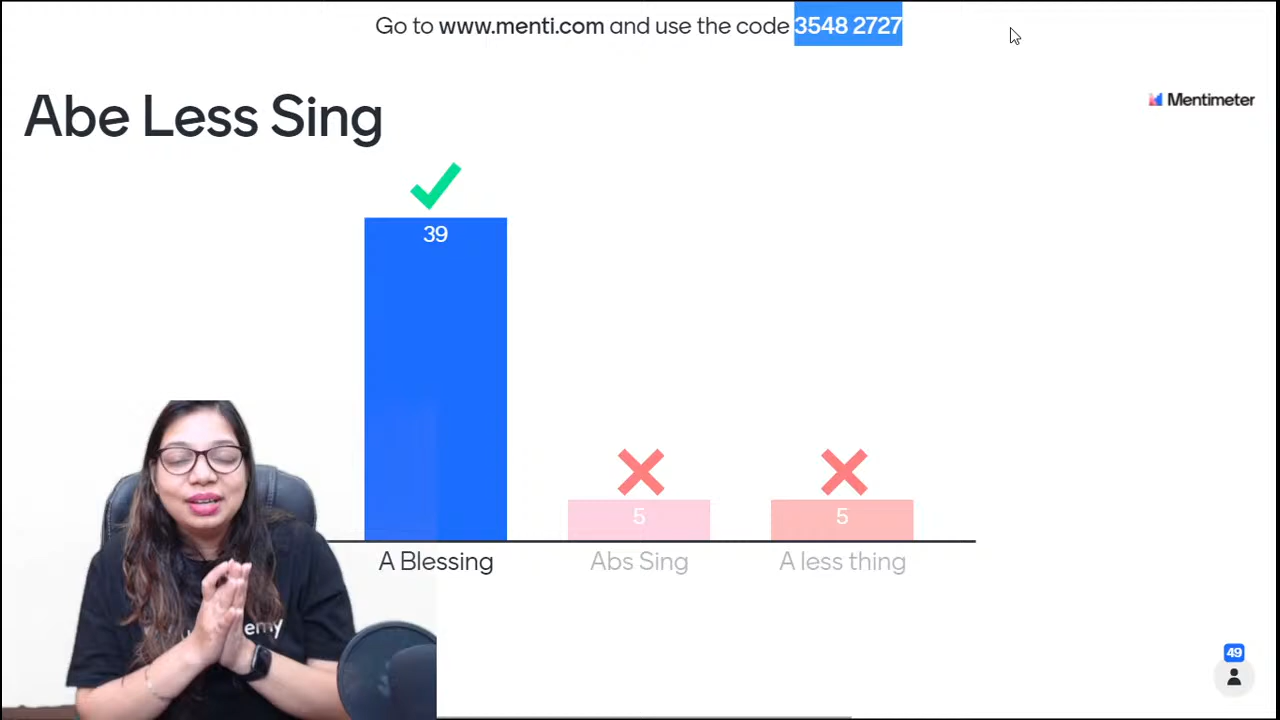 Go to www.menti.com and use the code 3548 2727
Mentimeter
Abe Less Sing
39
5
5
A Blessing
Abs Sing
A less thing
emy
49